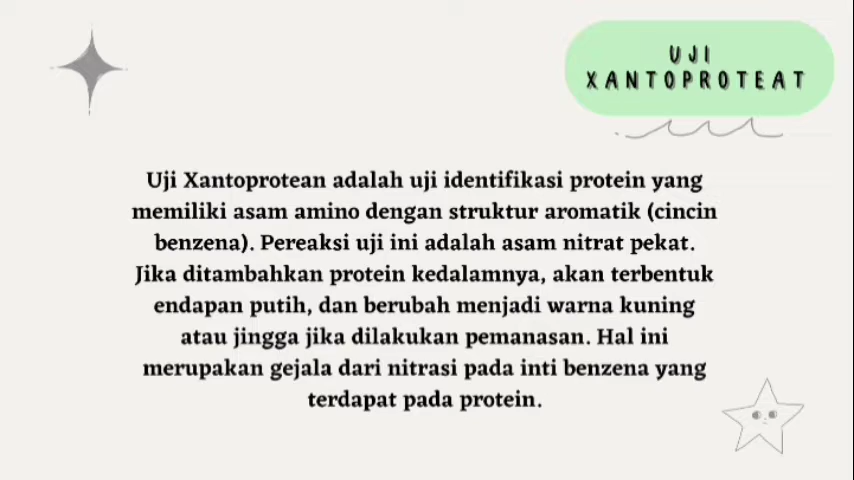 UJI
XANTOPROTEAT
Uji Xantoprotean adalah uji identifikasi protein yang
memiliki asam amino dengan struktur aromatik (cincin
benzena). Pereaksi uji ini adalah asam nitrat pekat.
Jika ditambahkan protein kedalamnya, akan terbentuk
endapan putih, dan berubah menjadi warna kuning
atau jingga jika dilakukan pemanasan. Hal ini
merupakan gejala dari nitrasi pada inti benzena yang
terdapat pada protein.